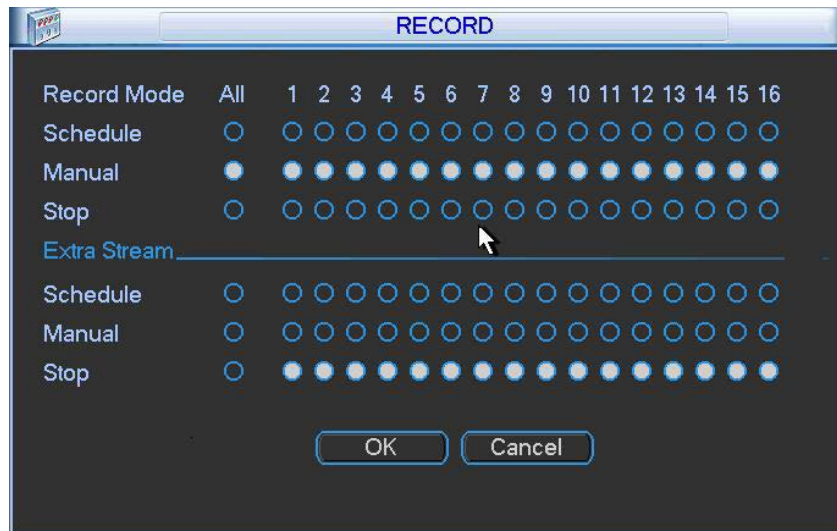 RECORD
Record Mode All 1 2 3 4 5 6 7 8 9 10 11 12 13 14 15 16
Schedule
Manual
Stop
Extra Stream
Schedule
Manual
Stop
OK Cancel